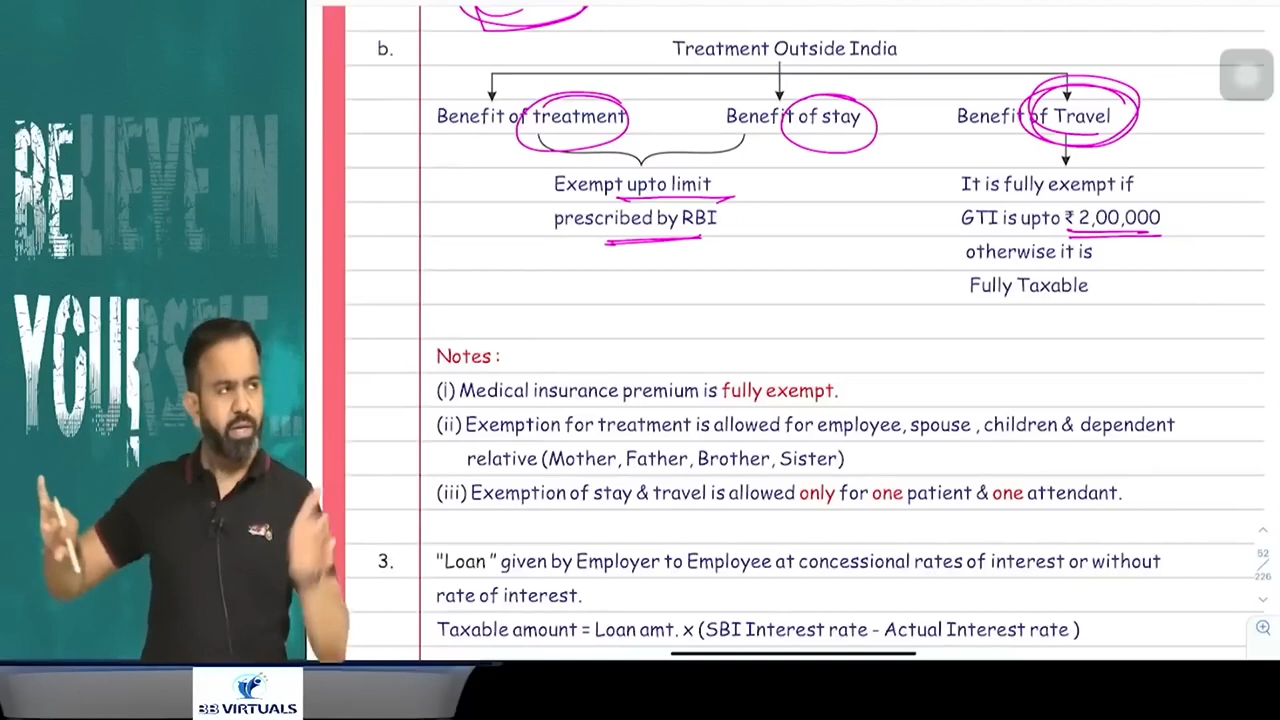 BELIEVE IN
YOURSELF...
b.
Treatment Outside India
Benefit of treatment
Benefit of stay
Benefit of Travel
Exempt upto limit
prescribed by RBI
It is fully exempt if
GTI is upto ₹ 2,00,000
otherwise it is
Fully Taxable
Notes :
(i) Medical insurance premium is fully exempt.
(ii) Exemption for treatment is allowed for employee, spouse , children & dependent
relative (Mother, Father, Brother, Sister)
(iii) Exemption of stay & travel is allowed only for one patient & one attendant.
3. "Loan " given by Employer to Employee at concessional rates of interest or without
rate of interest.
Taxable amount = Loan amt. x (SBI Interest rate - Actual Interest rate )
52
226
BB VIRTUALS